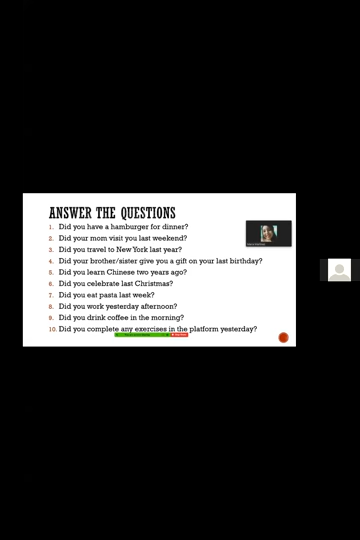 ANSWER THE QUESTIONS
1. Did you have a hamburger for dinner?
2. Did your mom visit you last weekend?
3. Did you travel to New York last year?
4. Did your brother/sister give you a gift on your last birthday?
5. Did you learn Chinese two years ago?
6. Did you celebrate last Christmas?
7. Did you eat pasta last week?
8. Did you work yesterday afternoon?
9. Did you drink coffee in the morning?
10. Did you complete any exercises in the platform yesterday?